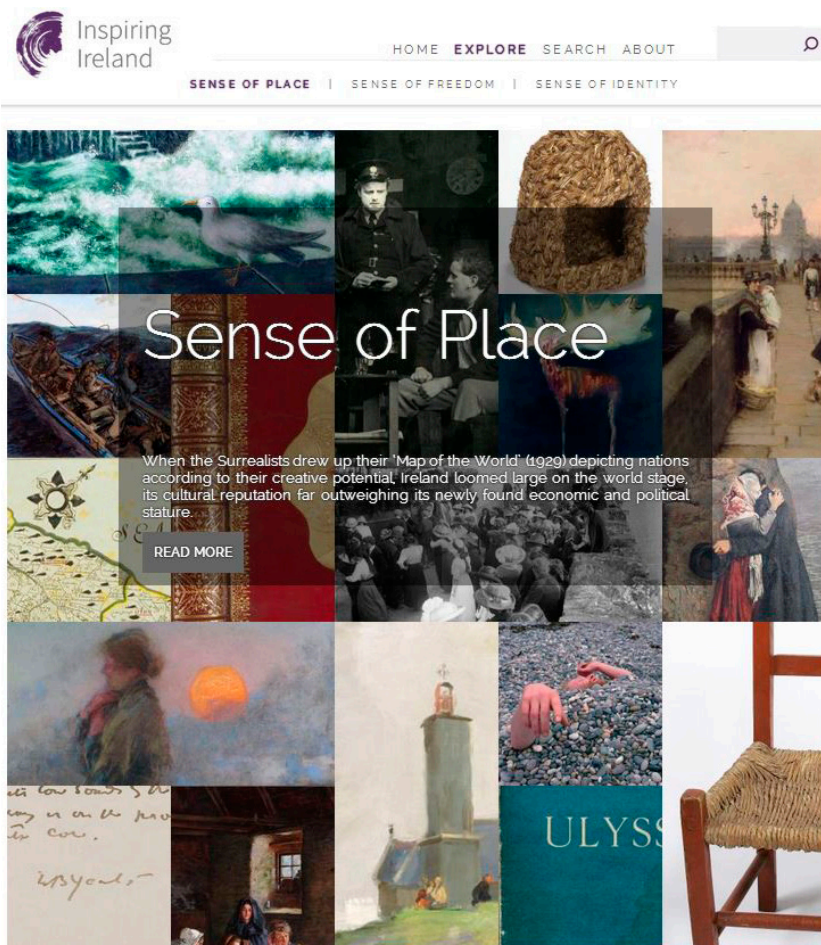 Inspiring
Ireland
HOME EXPLORE SEARCH ABOUT
SENSE OF PLACE | SENSE OF FREEDOM | SENSE OF IDENTITY
Sense of Place
When the Surrealists drew up their 'Map of the World' (1929) depicting nations
according to their creative potential, Ireland loomed large on the world stage,
its cultural reputation far outweighing its newly found economic and political
stature.
READ MORE
SEA
ULYSS
core.
WBYeats